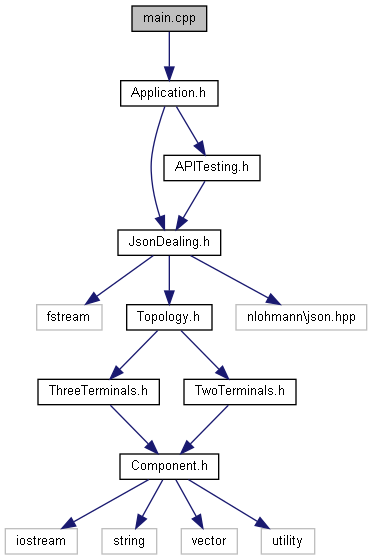 main.cpp
Application.h
APITesting.h
JsonDealing.h
fstream
Topology.h
nlohmann\json.hpp
ThreeTerminals.h
TwoTerminals.h
Component.h
iostream
string
vector
utility